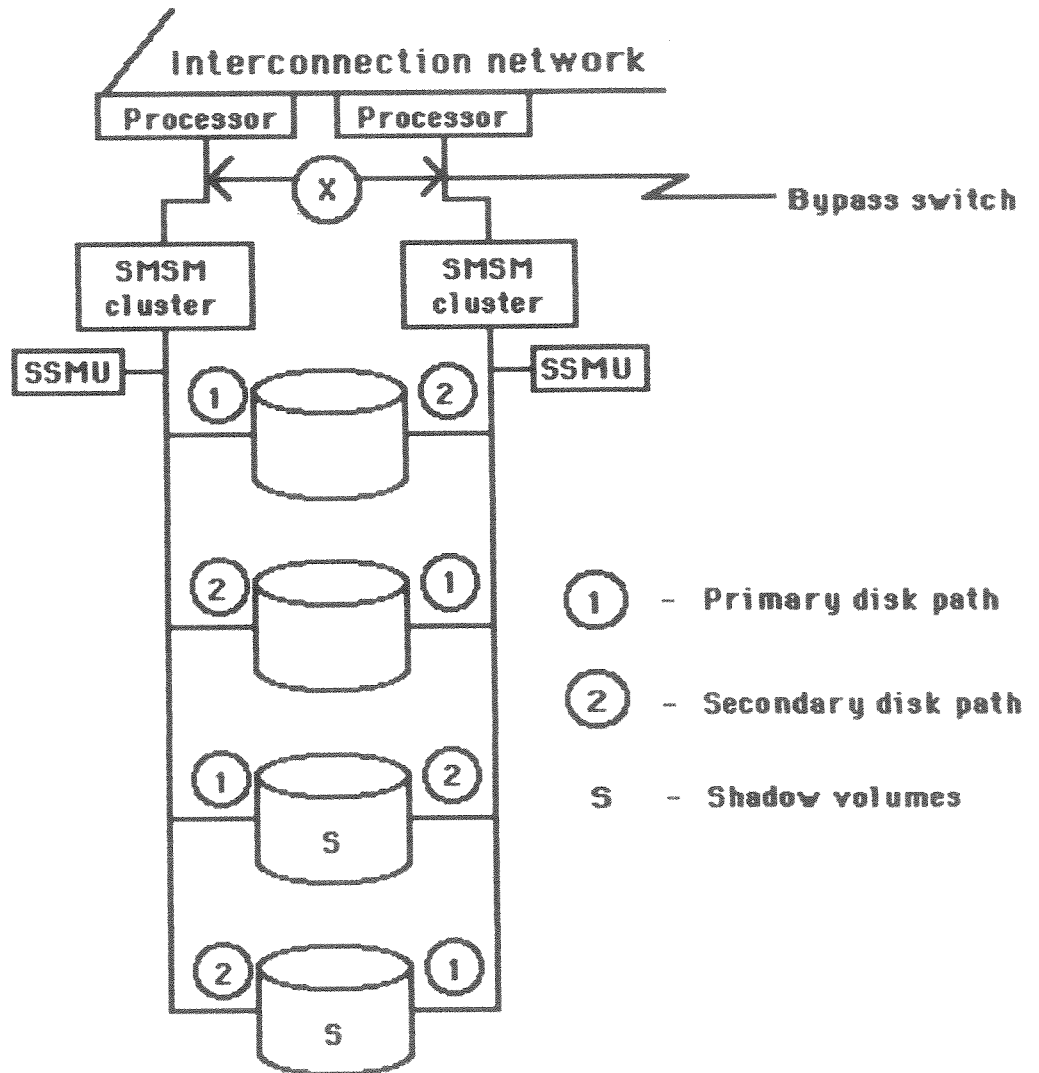 Interconnection network
Processor
Processor
X
Bypass switch
SMSM
cluster
SMSM
cluster
SSMU
SSMU
1
2
2
1
1 - Primary disk path
2 - Secondary disk path
1
2
S
S - Shadow volumes
2
1
S